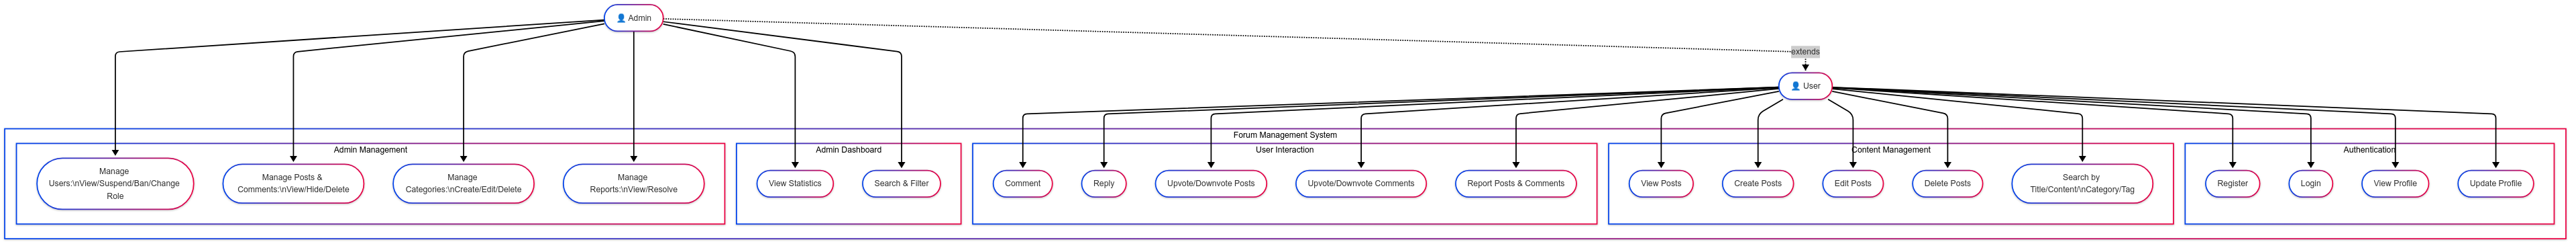 👤 Admin
extends
👤 User
Forum Management System
Admin Management
Admin Dashboard
User Interaction
Content Management
Authentication
Manage
Users:\nView/Suspend/Ban/Change
Role
Manage Posts &
Comments:\nView/Hide/Delete
Manage
Categories:\nCreate/Edit/Delete
Manage
Reports:\nView/Resolve
View Statistics
Search & Filter
Comment
Reply
Upvote/Downvote Posts
Upvote/Downvote Comments
Report Posts & Comments
View Posts
Create Posts
Edit Posts
Delete Posts
Search by
Title/Content/\nCategory/Tag
Register
Login
View Profile
Update Profile